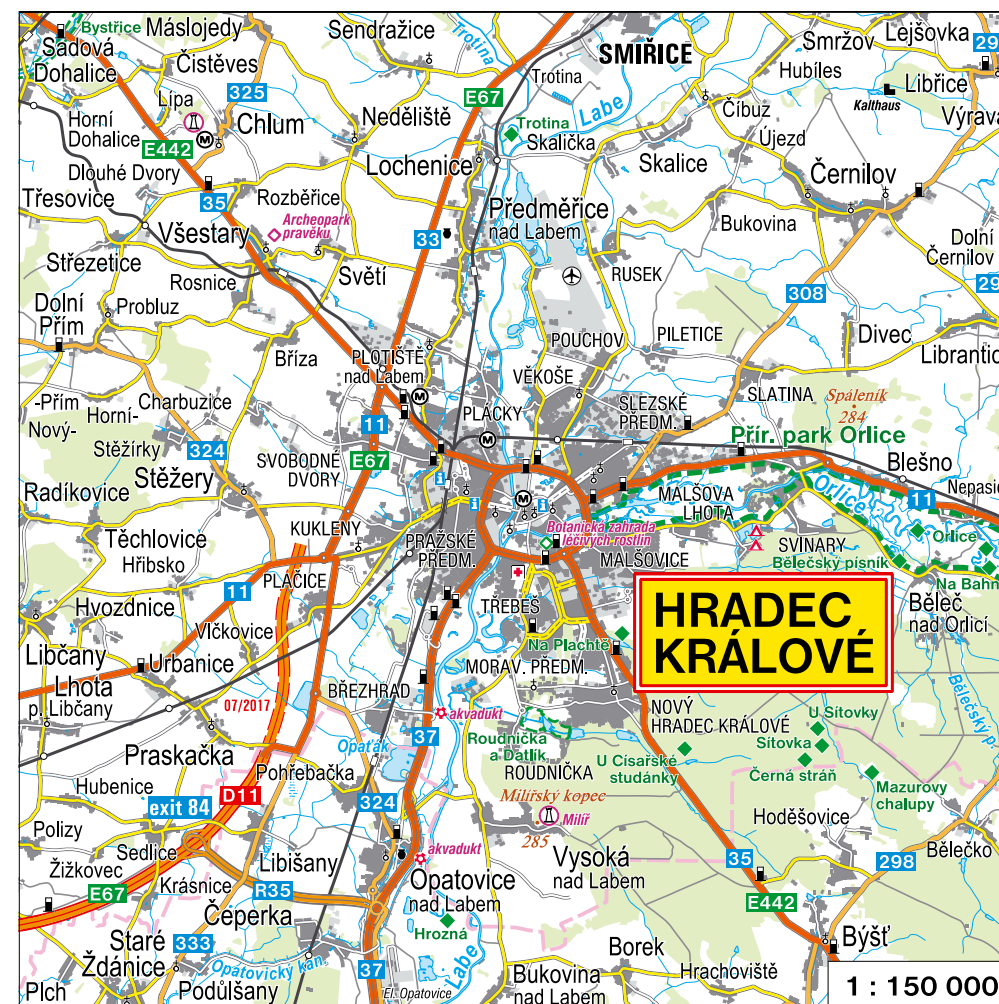 Bystřice
Máslojedy
Sendražice
Trotina
SMIŘICE
Smržov
Lejšovka
Sadová
Dohalice
Čistěves
Hubíles
Libřice
Kalthaus
Lípa
325
E67
Trotina
Labe
Čibuz
Výrava
Horní
Dohalice
Chlum
Neděliště
Trotina
Skalička
Újezd
E442
M
Dlouhé Dvory
Lochenice
Skalice
Černilov
Třesovice
35
Rozběřice
Předměřice
nad Labem
Bukovina
Archeopark
pravěku
Všestary
33
Dolní
Černilov
Střezetice
Rosnice
Světí
RUSEK
308
Dolní
Přím
Probluz
Bříza
PLOTIŠTĚ
nad Labem
POUCHOV
PILETICE
Divec
Librantice
-Přím
Nový-
Horní-
Charbuzice
M
VĚKOŠE
SLEZSKÉ
PŘEDM.
SLATINA
Spáleník
284
PLÁCKY
11
Stěžírky
324
E67
M
Přír. park Orlice
Blešno
Stěžery
SVOBODNÉ
DVORY
Radíkovice
M
MALŠOVA
LHOTA
Orlice
11
Těchlovice
Hřibsko
KUKLENY
PRAŽSKÉ
PŘEDM.
Botanická zahrada
léčivých rostlin
MALŠOVICE
SVINARY
Bělečský písník
Orlice
Na Bahně
PLAČICE
11
Hvozdnice
Vlčkovice
TŘEBEŠ
HRADEC
KRÁLOVÉ
Běleč
nad Orlicí
Libčany
Urbanice
Na Plachtě
Lhota
p. Libčany
BŘEZHRAD
MORAV. PŘEDM.
07/2017
akvadukt
NOVÝ
HRADEC KRÁLOVÉ
U Sítovky
Bělečský p.
Praskačka
Opaťák
37
Roudnička
a Datlík
Sítovka
Hubenice
Pohřebačka
ROUDNIČKA
U Císařské
studánky
Černá stráň
Mazurovy
chalupy
exit 84
D11
324
Milířský kopec
285
Milíř
Hoděšovice
Polizy
Sedlice
Libišany
akvadukt
Vysoká
nad Labem
35
298
Bělečko
Žižkovec
E67
Krásnice
R35
Opatovice
nad Labem
E442
Čeperka
Hrozná
Staré
Ždánice
333
Labe
Borek
Býšť
Opatovický kan.
37
Hrachoviště
Plch
Podůlšany
El. Opatovice
Bukovina
nad Labem
1 : 150 000